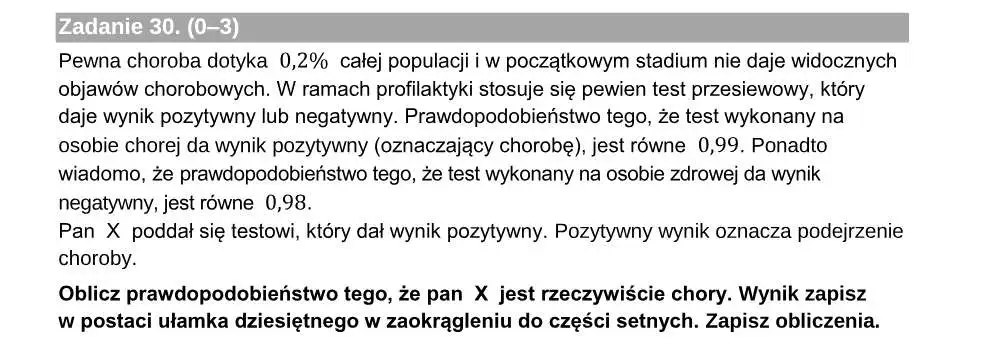 Zadanie 30. (0–3)
Pewna choroba dotyka 0,2% całej populacji i w początkowym stadium nie daje widocznych
objawów chorobowych. W ramach profilaktyki stosuje się pewien test przesiewowy, który
daje wynik pozytywny lub negatywny. Prawdopodobieństwo tego, że test wykonany na
osobie chorej da wynik pozytywny (oznaczający chorobę), jest równe 0,99. Ponadto
wiadomo, że prawdopodobieństwo tego, że test wykonany na osobie zdrowej da wynik
negatywny, jest równe 0,98.
Pan X poddał się testowi, który dał wynik pozytywny. Pozytywny wynik oznacza podejrzenie
choroby.
Oblicz prawdopodobieństwo tego, że pan X jest rzeczywiście chory. Wynik zapisz
w postaci ułamka dziesiętnego w zaokrągleniu do części setnych. Zapisz obliczenia.